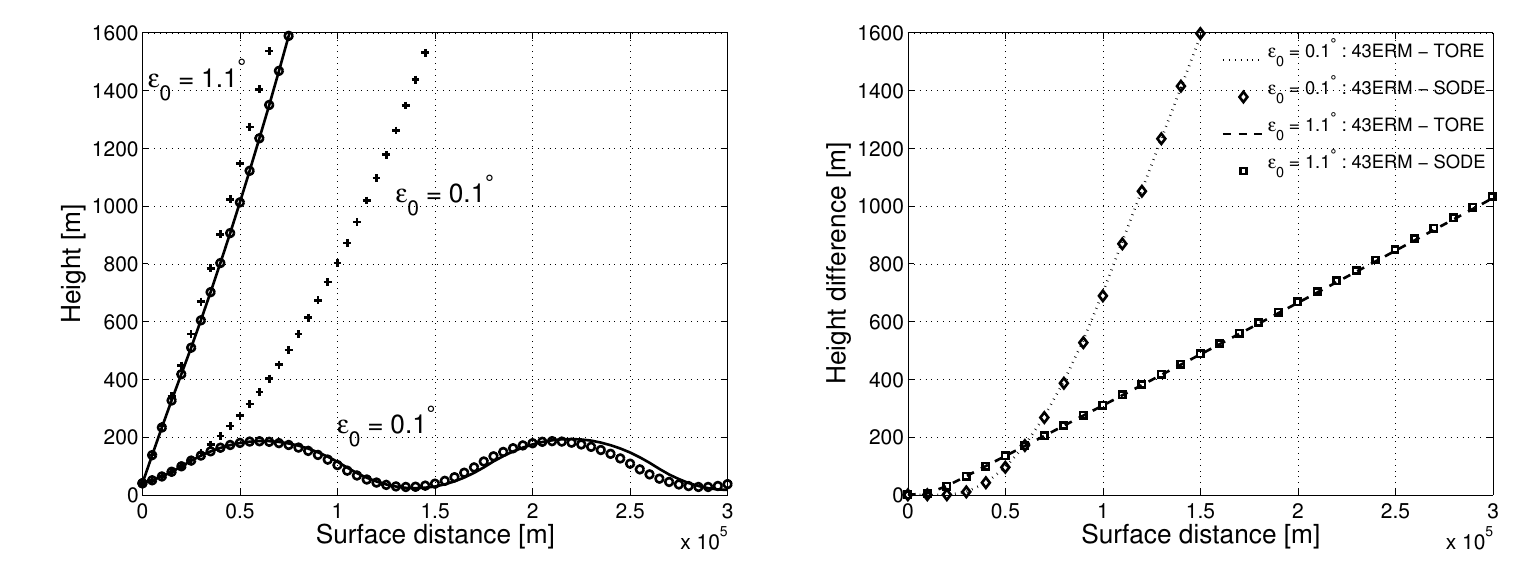 1600
1400
1200
1000
800
600
400
200
0
Height [m]
ε0 = 1.1°
ε0 = 0.1°
ε0 = 0.1°
0 0.5 1 1.5 2 2.5 3
Surface distance [m]
x 10^5
1600
1400
1200
1000
800
600
400
200
0
Height difference [m]
ε0 = 0.1° : 43ERM − TORE
ε0 = 0.1° : 43ERM − SODE
ε0 = 1.1° : 43ERM − TORE
ε0 = 1.1° : 43ERM − SODE
0 0.5 1 1.5 2 2.5 3
Surface distance [m]
x 10^5